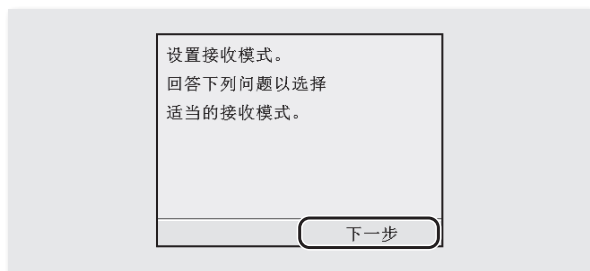 设置接收模式。
回答下列问题以选择
适当的接收模式。
下一步